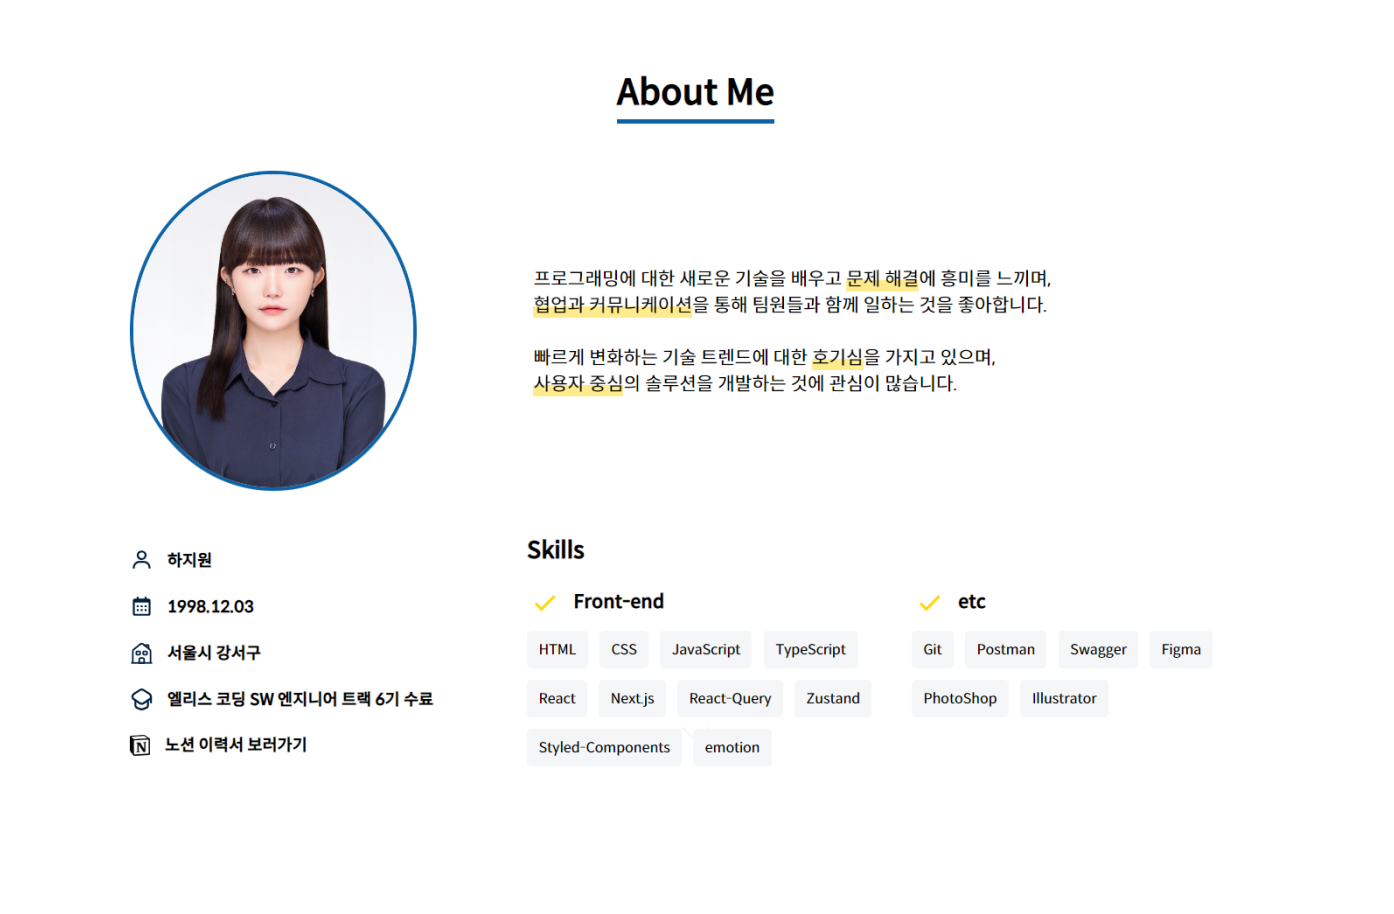 About Me
프로그래밍에 대한 새로운 기술을 배우고 문제 해결에 흥미를 느끼며,
협업과 커뮤니케이션을 통해 팀원들과 함께 일하는 것을 좋아합니다.
빠르게 변화하는 기술 트렌드에 대한 호기심을 가지고 있으며,
사용자 중심의 솔루션을 개발하는 것에 관심이 많습니다.
하지원
1998.12.03
서울시 강서구
엘리스 코딩 SW 엔지니어 트랙 6기 수료
N 노션 이력서 보러가기
Skills
Front-end
HTML CSS JavaScript TypeScript
React Next.js React-Query Zustand
Styled-Components emotion
etc
Git Postman Swagger Figma
PhotoShop Illustrator